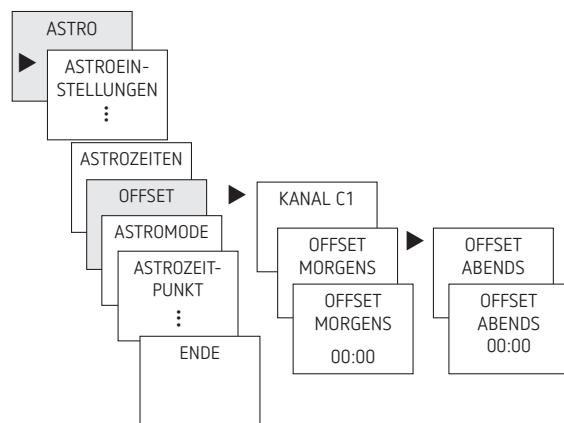 ASTRO
ASTROEIN-
STELLUNGEN
ASTROZEITEN
OFFSET
ASTROMODE
ASTROZEIT-
PUNKT
ENDE
KANAL C1
OFFSET
MORGENS
OFFSET
MORGENS
00:00
OFFSET
ABENDS
OFFSET
ABENDS
00:00